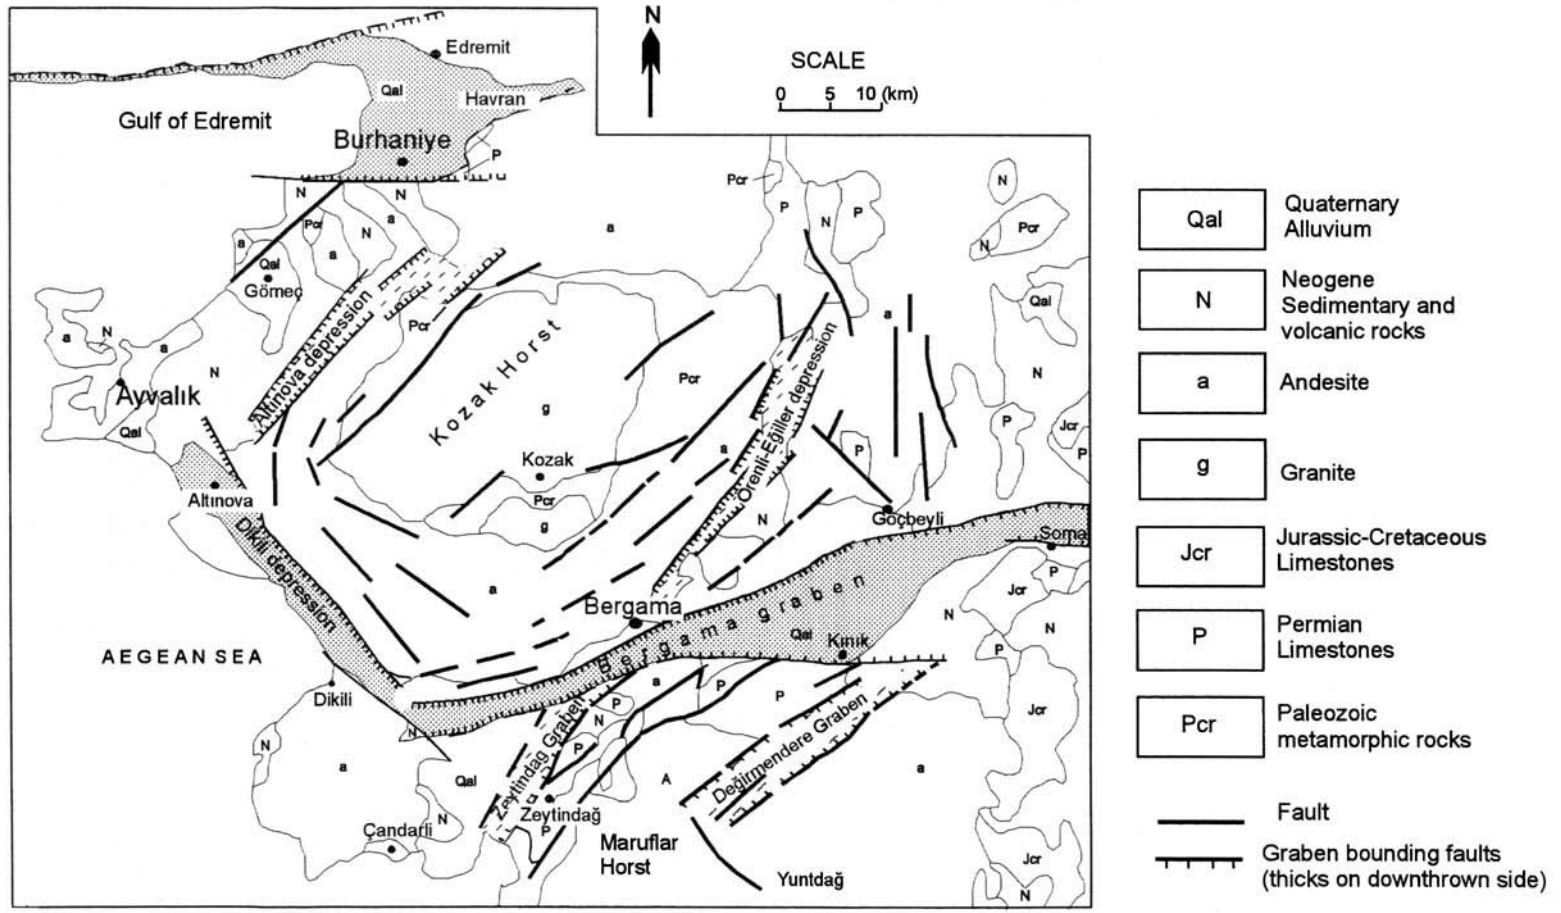 N
SCALE
0 5 10 (km)
Edremit
Qal
Havran
Gulf of Edremit
Burhaniye
P
N
N
a
Pcr
N
a
a
Qal
Gömeç
Pcr
P
N
P
a
N
Pcr
N
Qal
a
N
a
N
Ayvalık
Qal
Altınova depression
Pcr
Kozak Horst
g
Pcr
a
N
P
Jcr
P
Kozak
Pcr
g
a
Orenli-Eğiller depression
P
N
Göçbeyli
Soma
Altınova
Dikili depression
a
Bergama
Bergama graben
Qal
Kınık
Jcr
P
N
N
P
Jcr
AEGEAN SEA
Dikili
N
N
a
Qal
N
Çandarli
Zeytindag Graben
a
P
P
P
N
P
A
Zeytindağ
P
Değirmendere Graben
a
Maruflar
Horst
Yuntdağ
Jcr
N
Qal
Quaternary
Alluvium
N
Neogene
Sedimentary and
volcanic rocks
a
Andesite
g
Granite
Jcr
Jurassic-Cretaceous
Limestones
P
Permian
Limestones
Pcr
Paleozoic
metamorphic rocks
Fault
Graben bounding faults
(thicks on downthrown side)